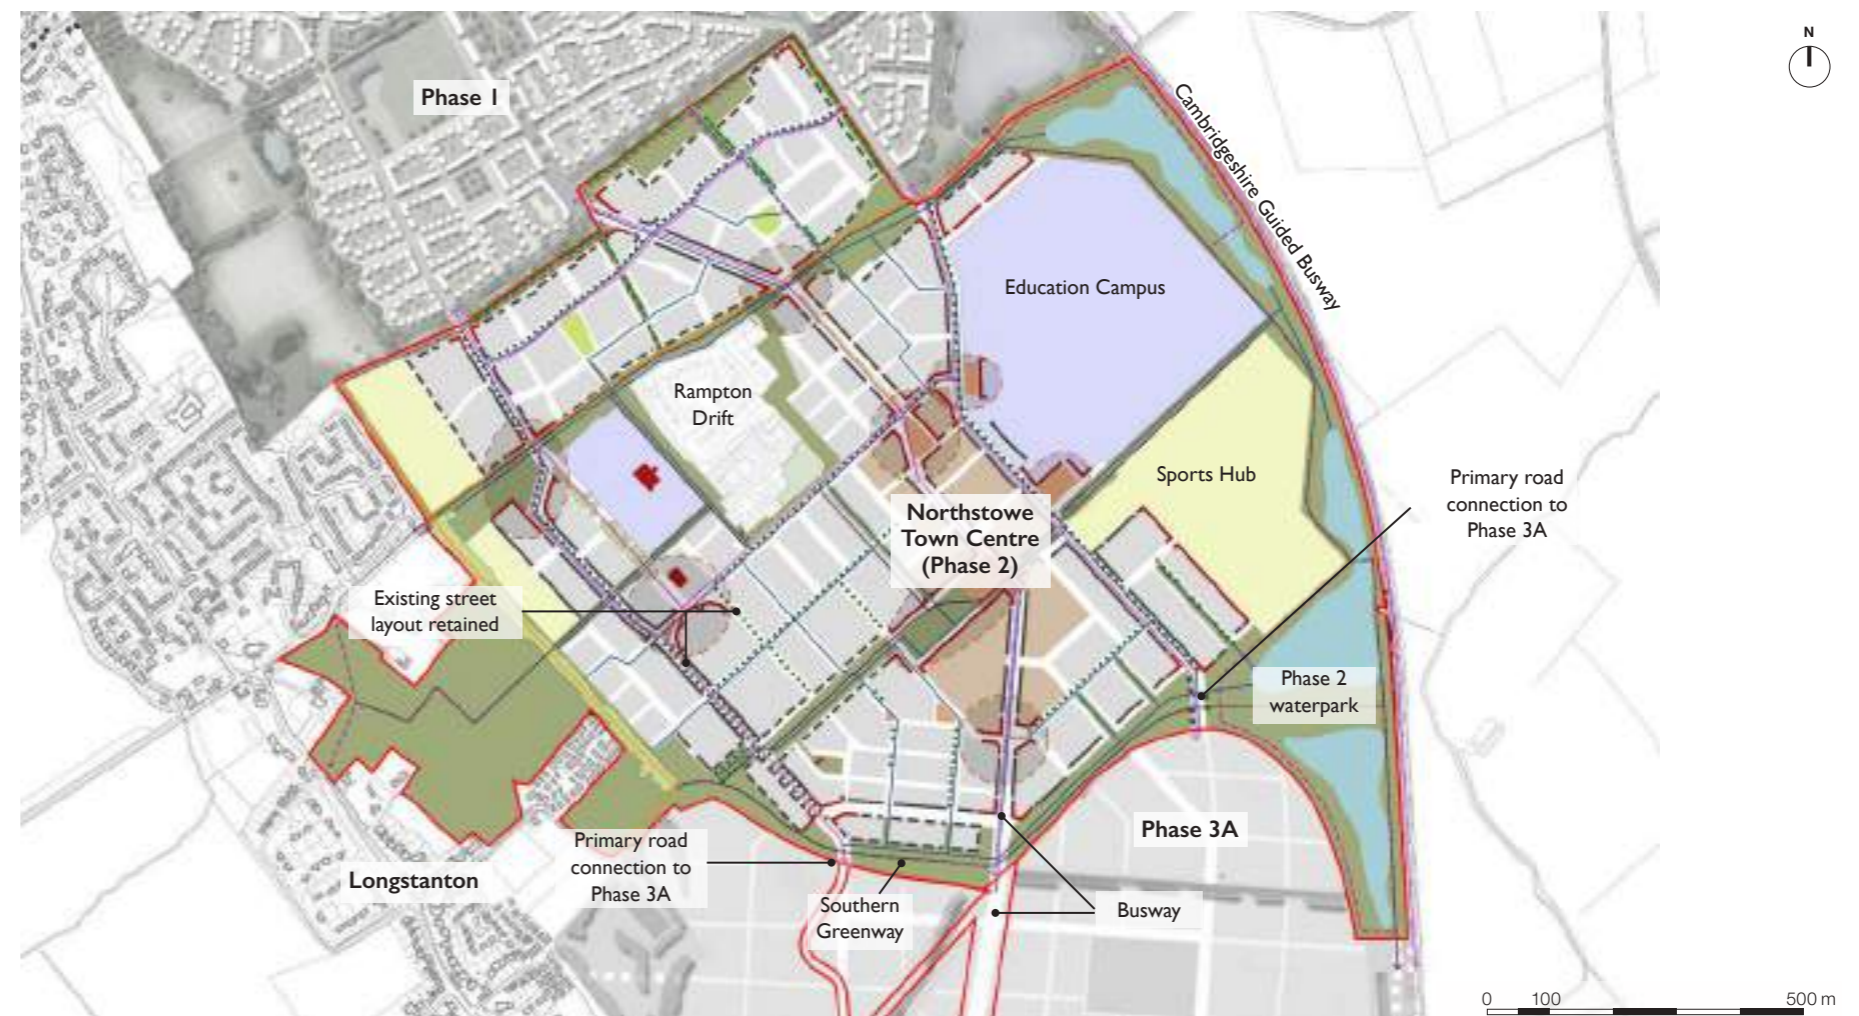 N
Phase 1
Cambridgeshire Guided Busway
Education Campus
Rampton
Drift
Sports Hub
Primary road
connection to
Phase 3A
Northstowe
Town Centre
(Phase 2)
Existing street
layout retained
Phase 2
waterpark
Phase 3A
Primary road
connection to
Phase 3A
Longstanton
Southern
Greenway
Busway
0 100 500 m